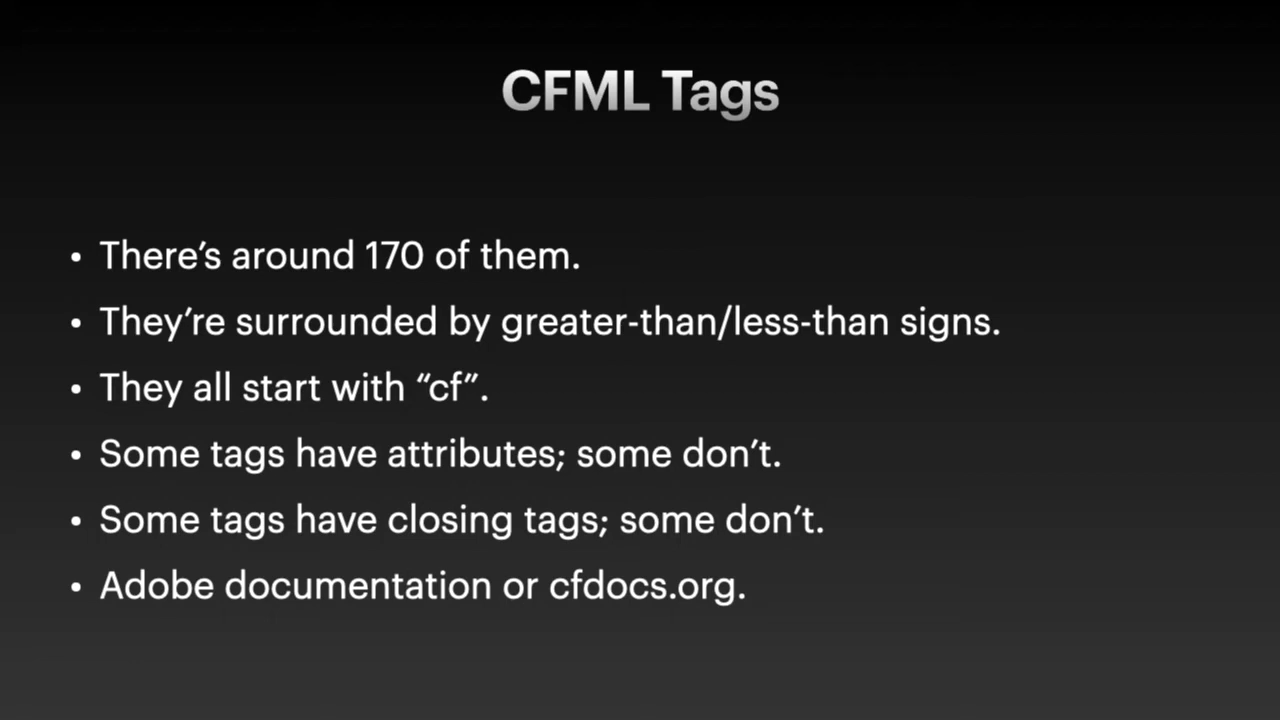 CFML Tags
• There’s around 170 of them.
• They’re surrounded by greater-than/less-than signs.
• They all start with “cf”.
• Some tags have attributes; some don’t.
• Some tags have closing tags; some don’t.
• Adobe documentation or cfdocs.org.